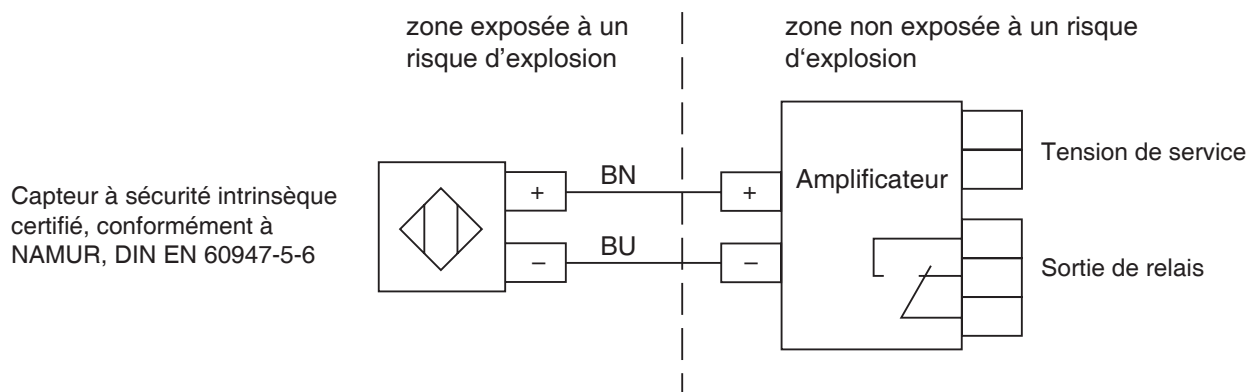 zone exposée à un
risque d'explosion
zone non exposée à un risque
d‘explosion
Capteur à sécurité intrinsèque
certifié, conformément à
NAMUR, DIN EN 60947-5-6
+
BN
+
–
BU
–
Amplificateur
Tension de service
Sortie de relais